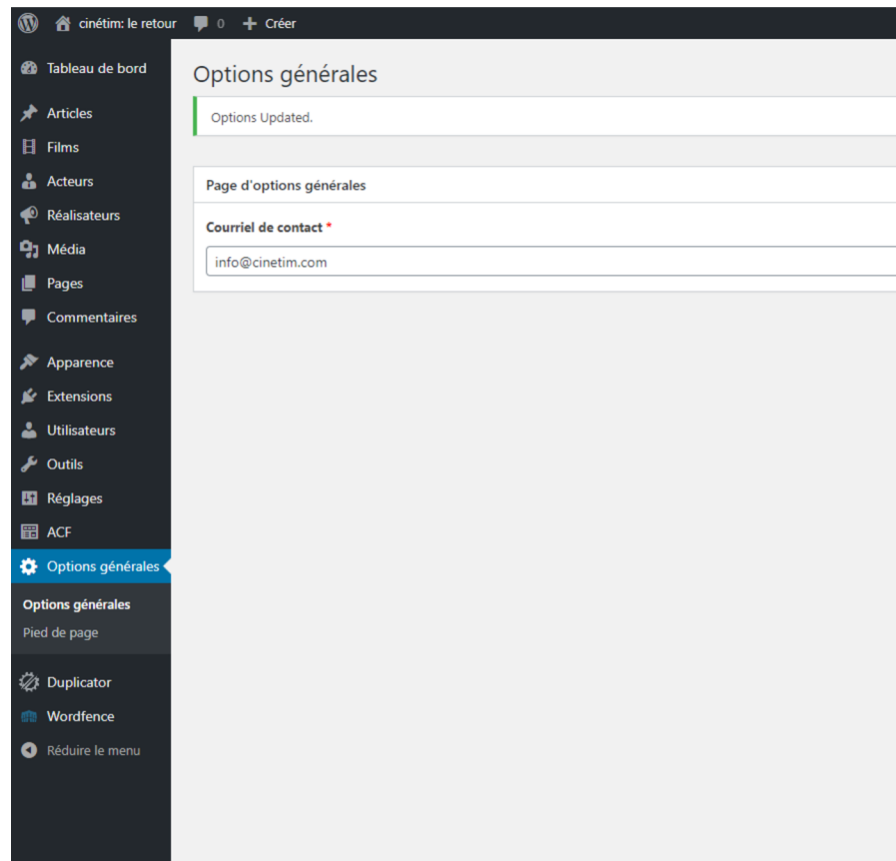 cinétim: le retour 0 + Créer
Tableau de bord
Articles
Films
Acteurs
Réalisateurs
Média
Pages
Commentaires
Apparence
Extensions
Utilisateurs
Outils
Réglages
ACF
Options générales
Options générales
Pied de page
Duplicator
Wordfence
Réduire le menu
Options générales
Options Updated.
Page d'options générales
Courriel de contact *
info@cinetim.com